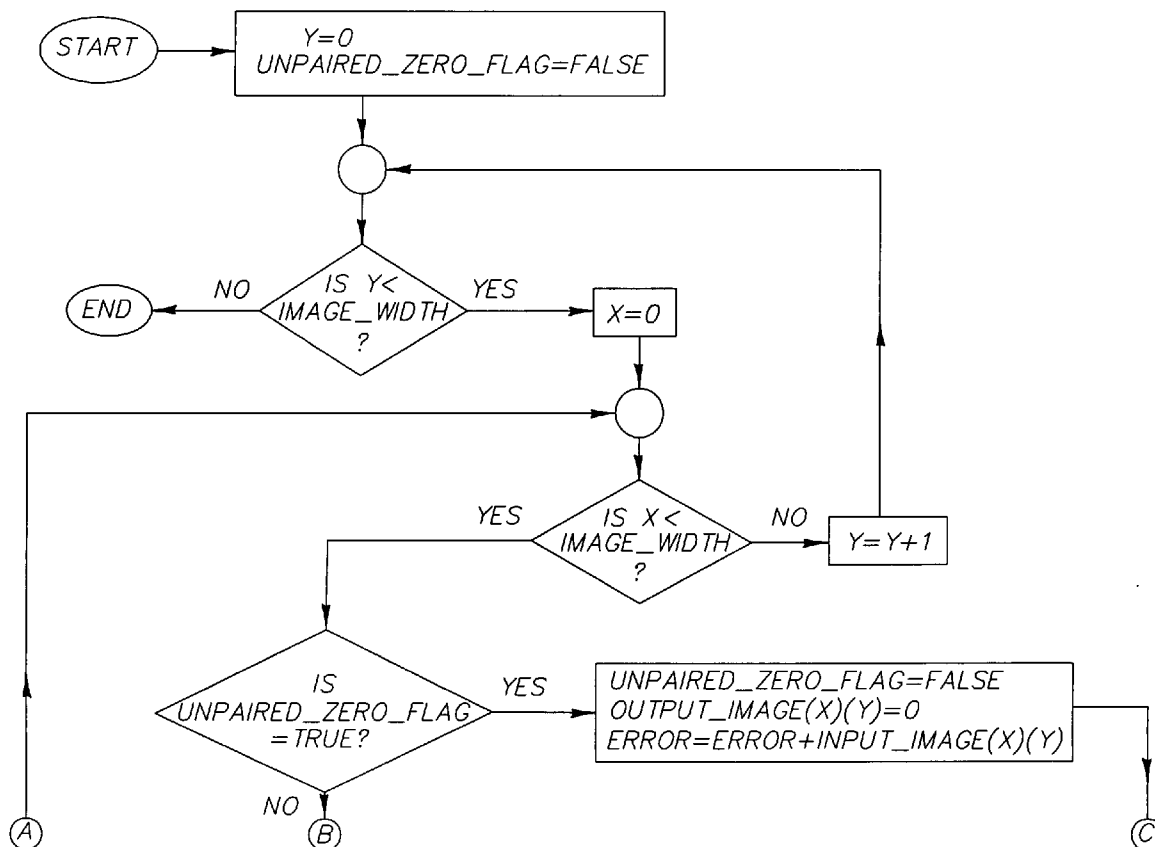 START
Y=0
UNPAIRED_ZERO_FLAG=FALSE
IS Y<
IMAGE_WIDTH
?
NO
END
YES
X=0
IS X<
IMAGE_WIDTH
?
YES
NO
Y=Y+1
IS
UNPAIRED_ZERO_FLAG
=TRUE?
YES
UNPAIRED_ZERO_FLAG=FALSE
OUTPUT_IMAGE(X)(Y)=0
ERROR=ERROR+INPUT_IMAGE(X)(Y)
NO
A
B
C